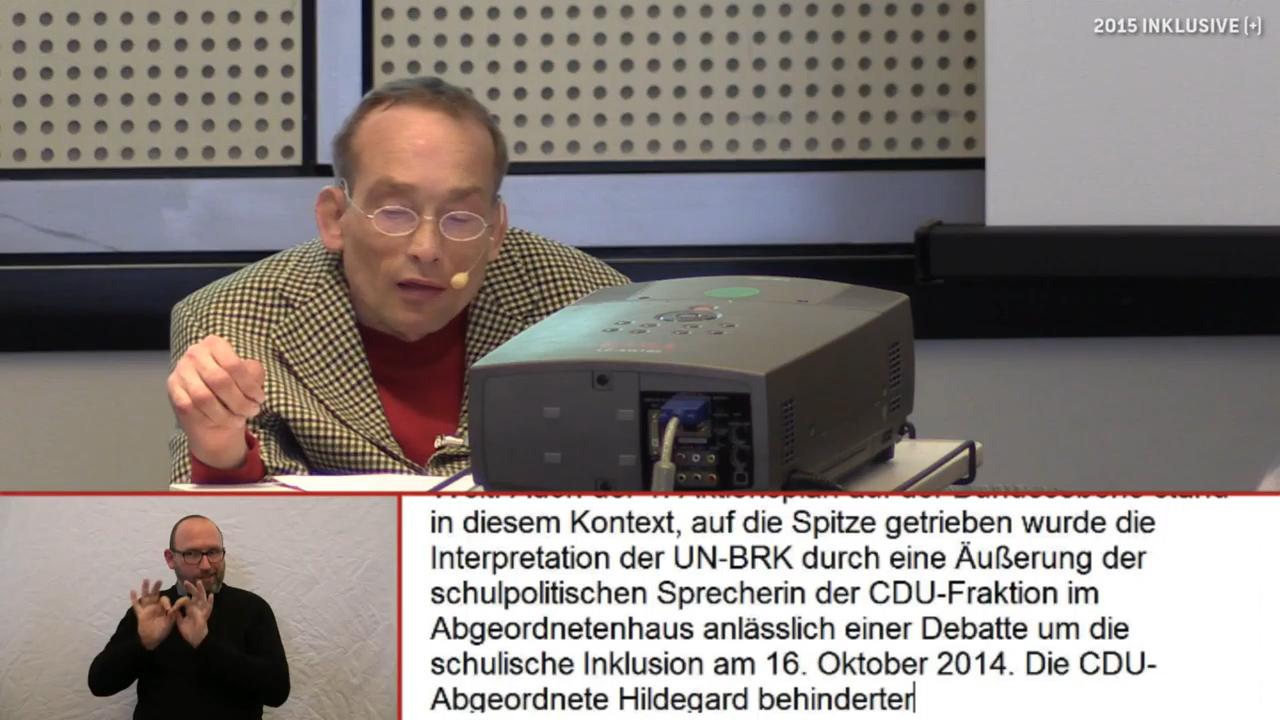 2015 INKLUSIVE [+]
in diesem Kontext, auf die Spitze getrieben wurde die
Interpretation der UN-BRK durch eine Äußerung der
schulpolitischen Sprecherin der CDU-Fraktion im
Abgeordnetenhaus anlässlich einer Debatte um die
schulische Inklusion am 16. Oktober 2014. Die CDU-
Abgeordnete Hildegard behinderter